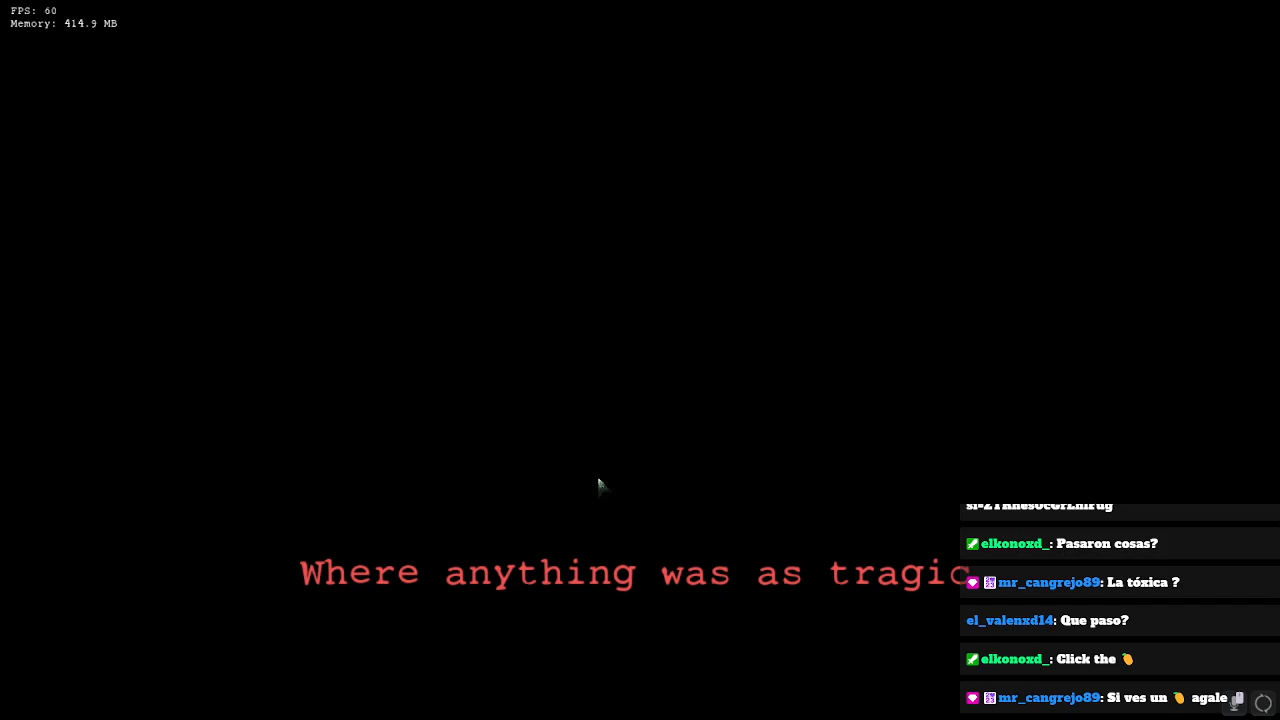 FPS: 60
Memory: 414.9 MB
Where anything was as tragic
elkonoxd_: Pasaron cosas?
mr_cangrejo89: La tóxica ?
el_valenxd14: Que paso?
elkonoxd_: Click the 🥭
mr_cangrejo89: Si ves un 🥭 agale